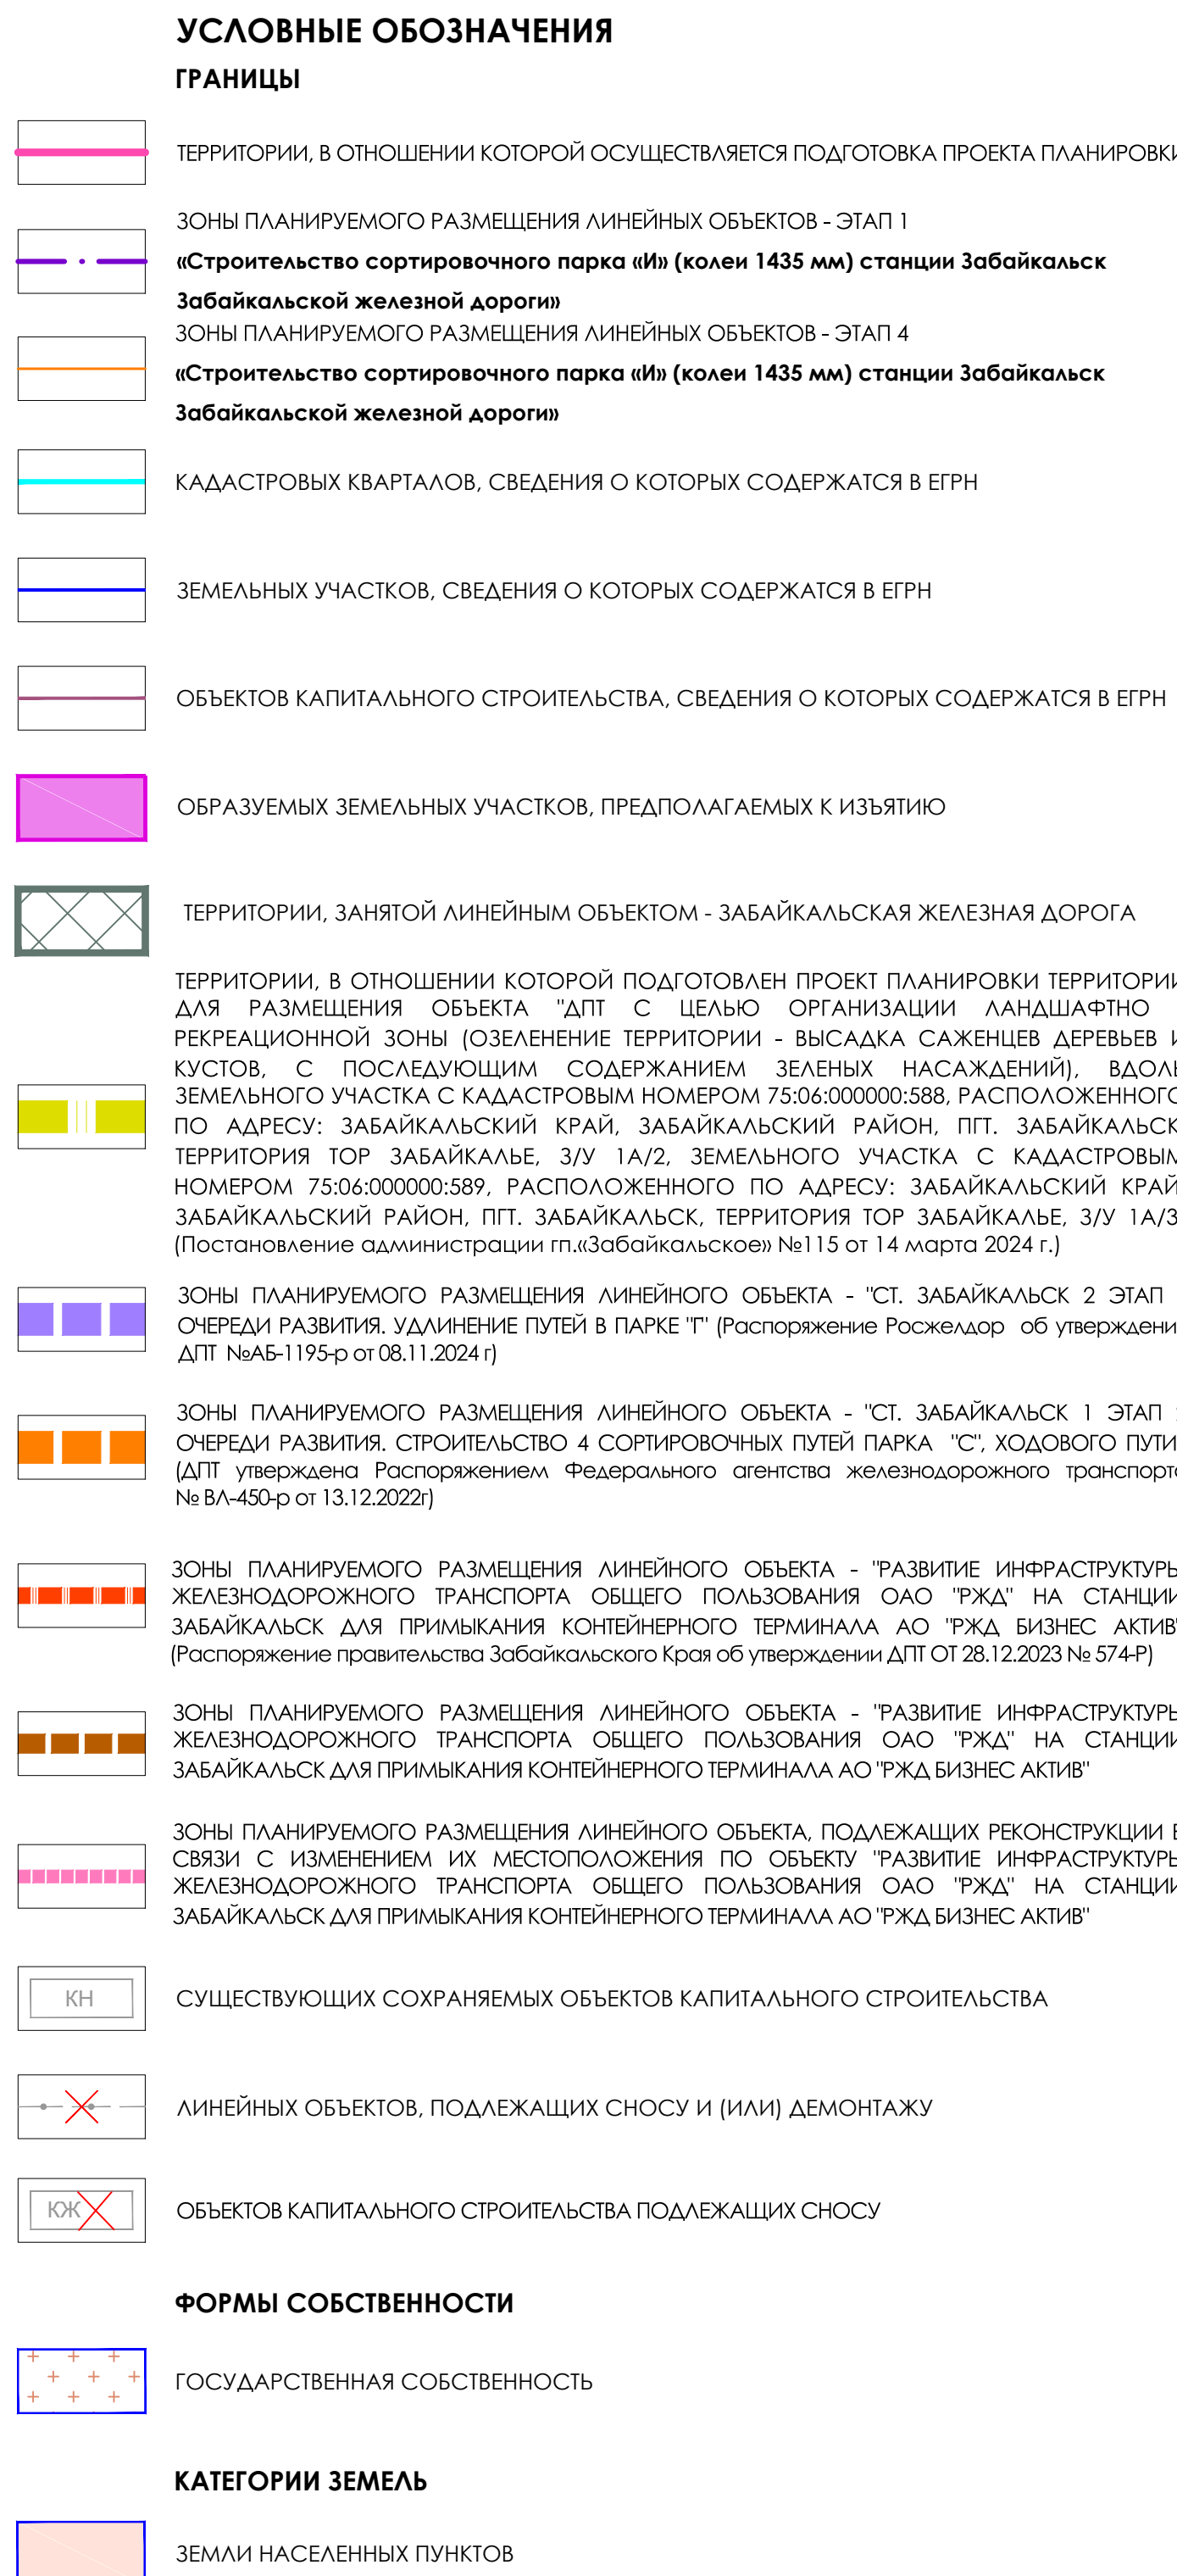 УСЛОВНЫЕ ОБОЗНАЧЕНИЯ
ГРАНИЦЫ
ТЕРРИТОРИИ, В ОТНОШЕНИИ КОТОРОЙ ОСУЩЕСТВЛЯЕТСЯ ПОДГОТОВКА ПРОЕКТА ПЛАНИРОВКИ
ЗОНЫ ПЛАНИРУЕМОГО РАЗМЕЩЕНИЯ ЛИНЕЙНЫХ ОБЪЕКТОВ - ЭТАП 1
«Строительство сортировочного парка «И» (колеи 1435 мм) станции Забайкальск
Забайкальской железной дороги»
ЗОНЫ ПЛАНИРУЕМОГО РАЗМЕЩЕНИЯ ЛИНЕЙНЫХ ОБЪЕКТОВ - ЭТАП 4
«Строительство сортировочного парка «И» (колеи 1435 мм) станции Забайкальск
Забайкальской железной дороги»
КАДАСТРОВЫХ КВАРТАЛОВ, СВЕДЕНИЯ О КОТОРЫХ СОДЕРЖАТСЯ В ЕГРН
ЗЕМЕЛЬНЫХ УЧАСТКОВ, СВЕДЕНИЯ О КОТОРЫХ СОДЕРЖАТСЯ В ЕГРН
ОБЪЕКТОВ КАПИТАЛЬНОГО СТРОИТЕЛЬСТВА, СВЕДЕНИЯ О КОТОРЫХ СОДЕРЖАТСЯ В ЕГРН
ОБРАЗУЕМЫХ ЗЕМЕЛЬНЫХ УЧАСТКОВ, ПРЕДПОЛАГАЕМЫХ К ИЗЪЯТИЮ
ТЕРРИТОРИИ, ЗАНЯТОЙ ЛИНЕЙНЫМ ОБЪЕКТОМ - ЗАБАЙКАЛЬСКАЯ ЖЕЛЕЗНАЯ ДОРОГА
ТЕРРИТОРИИ, В ОТНОШЕНИИ КОТОРОЙ ПОДГОТОВЛЕН ПРОЕКТ ПЛАНИРОВКИ ТЕРРИТОРИИ
ДЛЯ РАЗМЕЩЕНИЯ ОБЪЕКТА "ДПТ С ЦЕЛЬЮ ОРГАНИЗАЦИИ ЛАНДШАФТНО
РЕКРЕАЦИОННОЙ ЗОНЫ (ОЗЕЛЕНЕНИЕ ТЕРРИТОРИИ - ВЫСАДКА САЖЕНЦЕВ ДЕРЕВЬЕВ И
КУСТОВ, С ПОСЛЕДУЮЩИМ СОДЕРЖАНИЕМ ЗЕЛЕНЫХ НАСАЖДЕНИЙ), ВДОЛЬ
ЗЕМЕЛЬНОГО УЧАСТКА С КАДАСТРОВЫМ НОМЕРОМ 75:06:000000:588, РАСПОЛОЖЕННОГО
ПО АДРЕСУ: ЗАБАЙКАЛЬСКИЙ КРАЙ, ЗАБАЙКАЛЬСКИЙ РАЙОН, ПГТ. ЗАБАЙКАЛЬСК
ТЕРРИТОРИЯ ТОР ЗАБАЙКАЛЬЕ, З/У 1А/2, ЗЕМЕЛЬНОГО УЧАСТКА С КАДАСТРОВЫМ
НОМЕРОМ 75:06:000000:589, РАСПОЛОЖЕННОГО ПО АДРЕСУ: ЗАБАЙКАЛЬСКИЙ КРАЙ
ЗАБАЙКАЛЬСКИЙ РАЙОН, ПГТ. ЗАБАЙКАЛЬСК, ТЕРРИТОРИЯ ТОР ЗАБАЙКАЛЬЕ, З/У 1А/3
(Постановление администрации гп.«Забайкальское» №115 от 14 марта 2024 г.)
ЗОНЫ ПЛАНИРУЕМОГО РАЗМЕЩЕНИЯ ЛИНЕЙНОГО ОБЪЕКТА - "СТ. ЗАБАЙКАЛЬСК 2 ЭТАП
ОЧЕРЕДИ РАЗВИТИЯ. УДЛИНЕНИЕ ПУТЕЙ В ПАРКЕ "Г" (Распоряжение Росжелдор об утверждени
ДПТ №АБ-1195-р от 08.11.2024 г)
ЗОНЫ ПЛАНИРУЕМОГО РАЗМЕЩЕНИЯ ЛИНЕЙНОГО ОБЪЕКТА - "СТ. ЗАБАЙКАЛЬСК 1 ЭТАП
ОЧЕРЕДИ РАЗВИТИЯ. СТРОИТЕЛЬСТВО 4 СОРТИРОВОЧНЫХ ПУТЕЙ ПАРКА "С", ХОДОВОГО ПУТИ
(ДПТ утверждена Распоряжением Федерального агентства железнодорожного транспорта
№ ВЛ-450-р от 13.12.2022г)
ЗОНЫ ПЛАНИРУЕМОГО РАЗМЕЩЕНИЯ ЛИНЕЙНОГО ОБЪЕКТА - "РАЗВИТИЕ ИНФРАСТРУКТУРЫ
ЖЕЛЕЗНОДОРОЖНОГО ТРАНСПОРТА ОБЩЕГО ПОЛЬЗОВАНИЯ ОАО "РЖД" НА СТАНЦИИ
ЗАБАЙКАЛЬСК ДЛЯ ПРИМЫКАНИЯ КОНТЕЙНЕРНОГО ТЕРМИНАЛА АО "РЖД БИЗНЕС АКТИВ"
(Распоряжение правительства Забайкальского Края об утверждении ДПТ ОТ 28.12.2023 № 574-Р)
ЗОНЫ ПЛАНИРУЕМОГО РАЗМЕЩЕНИЯ ЛИНЕЙНОГО ОБЪЕКТА - "РАЗВИТИЕ ИНФРАСТРУКТУРЫ
ЖЕЛЕЗНОДОРОЖНОГО ТРАНСПОРТА ОБЩЕГО ПОЛЬЗОВАНИЯ ОАО "РЖД" НА СТАНЦИИ
ЗАБАЙКАЛЬСК ДЛЯ ПРИМЫКАНИЯ КОНТЕЙНЕРНОГО ТЕРМИНАЛА АО "РЖД БИЗНЕС АКТИВ"
ЗОНЫ ПЛАНИРУЕМОГО РАЗМЕЩЕНИЯ ЛИНЕЙНОГО ОБЪЕКТА, ПОДЛЕЖАЩИХ РЕКОНСТРУКЦИИ В
СВЯЗИ С ИЗМЕНЕНИЕМ ИХ МЕСТОПОЛОЖЕНИЯ ПО ОБЪЕКТУ "РАЗВИТИЕ ИНФРАСТРУКТУРЫ
ЖЕЛЕЗНОДОРОЖНОГО ТРАНСПОРТА ОБЩЕГО ПОЛЬЗОВАНИЯ ОАО "РЖД" НА СТАНЦИИ
ЗАБАЙКАЛЬСК ДЛЯ ПРИМЫКАНИЯ КОНТЕЙНЕРНОГО ТЕРМИНАЛА АО "РЖД БИЗНЕС АКТИВ"
КН
СУЩЕСТВУЮЩИХ СОХРАНЯЕМЫХ ОБЪЕКТОВ КАПИТАЛЬНОГО СТРОИТЕЛЬСТВА
ЛИНЕЙНЫХ ОБЪЕКТОВ, ПОДЛЕЖАЩИХ СНОСУ И (ИЛИ) ДЕМОНТАЖУ
КЖ
ОБЪЕКТОВ КАПИТАЛЬНОГО СТРОИТЕЛЬСТВА ПОДЛЕЖАЩИХ СНОСУ
ФОРМЫ СОБСТВЕННОСТИ
ГОСУДАРСТВЕННАЯ СОБСТВЕННОСТЬ
КАТЕГОРИИ ЗЕМЕЛЬ
ЗЕМЛИ НАСЕЛЕННЫХ ПУНКТОВ